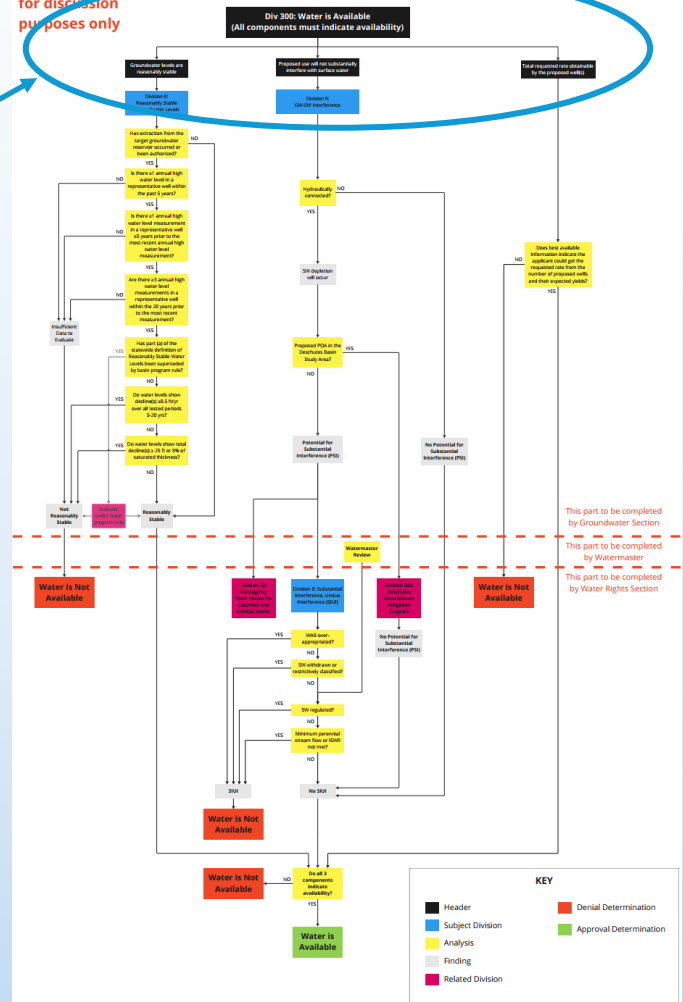 for discussion
purposes only
Div 300: Water is Available
(All components must indicate availability)
Groundwater levels are
reasonably stable
Proposed use will not substantially
interfere with surface water
Total requested rate obtainable
by the proposed well(s)
Reasonably Stable
Levels
Division 9:
GW-SW Interference
Has extraction from the
target groundwater
reservoir occurred or
been authorized?
NO
YES
Is there ≥1 annual high
water level in a
representative well within
the past 5 years?
NO
YES
Hydraulically
connected?
NO
YES
Is there ≥1 annual high
water level measurement
in a representative well
≥5 years prior to the
most recent annual high
water level
measurement?
NO
YES
SW depletion
will occur
Does best available
information indicate the
applicant could get the
requested rate from the
number of proposed wells
and their expected yields?
NO
YES
Are there ≥3 annual high
water level
measurements in a
representative well
within the 20 years prior
to the most recent
measurement?
NO
YES
Insufficient
Data to
Evaluate
Has part (a) of the
statewide definition of
Reasonably Stable Water
Levels been superseded
by basin program rule?
YES
NO
Proposed POA in the
Deschutes Basin
Study Area?
YES
NO
Do water levels show
decline(s) ≥0.5 ft/yr
over all tested periods
5-20 yrs?
YES
NO
Do water levels show total
decline(s) ≥ 25 ft or 8% of
saturated thickness?
YES
NO
Potential for
Substantial
Interference (PSI)
No Potential for
Substantial
Interference (PSI)
Not
Reasonably
Stable
Evaluate
under basin
program rule
Reasonably
Stable
This part to be completed
by Groundwater Section
Watermaster
Review
This part to be completed
by Watermaster
This part to be completed
by Water Rights Section
Water is Not
Available
Division 33:
Interagency
Team Review for
Columbia and
Division 9: Substantial
Interference, Undue
Interference (SIUI)
Division 505:
Deschutes
Groundwater
Mitigation
Program
Water is Not
Available
WAB over-
appropriated?
YES
NO
No Potential for
Substantial
Interference (PSI)
SW withdrawn or
restrictively classified?
YES
NO
SW regulated?
YES
NO
Minimum perennial
stream flow or ISWR
not met?
YES
NO
SIUI
No SIUI
Water is Not
Available
Water is Not
Available
NO
Do all 3
components
indicate
availability?
YES
Water is
Available
KEY
Header
Subject Division
Analysis
Finding
Related Division
Denial Determination
Approval Determination